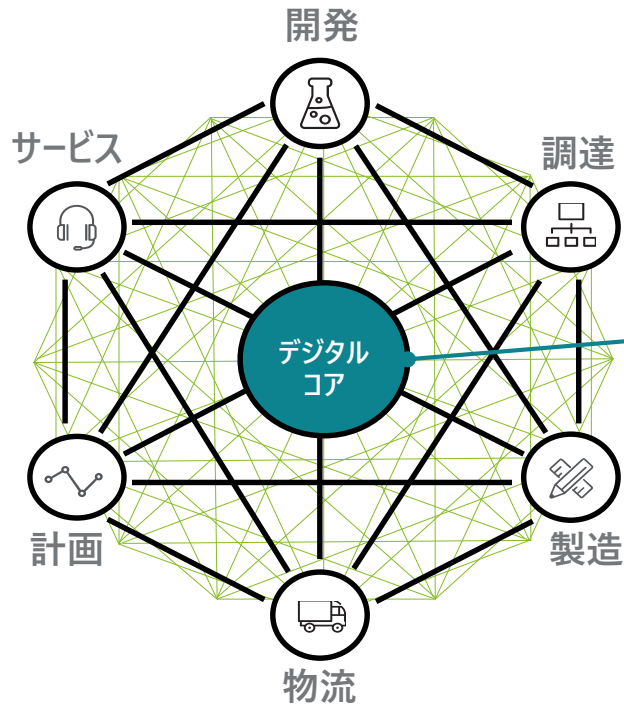 開発
サービス
調達
デジタル
コア
計画
製造
物流